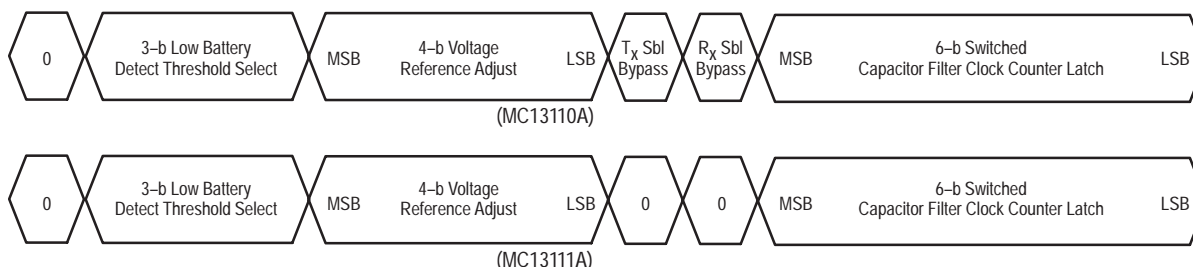 0
3–b Low Battery
Detect Threshold Select
MSB
4–b Voltage
Reference Adjust
LSB
Tx Sbl
Bypass
Rx Sbl
Bypass
MSB
6–b Switched
Capacitor Filter Clock Counter Latch
LSB
(MC13110A)
0
3–b Low Battery
Detect Threshold Select
MSB
4–b Voltage
Reference Adjust
LSB
0
0
MSB
6–b Switched
Capacitor Filter Clock Counter Latch
LSB
(MC13111A)